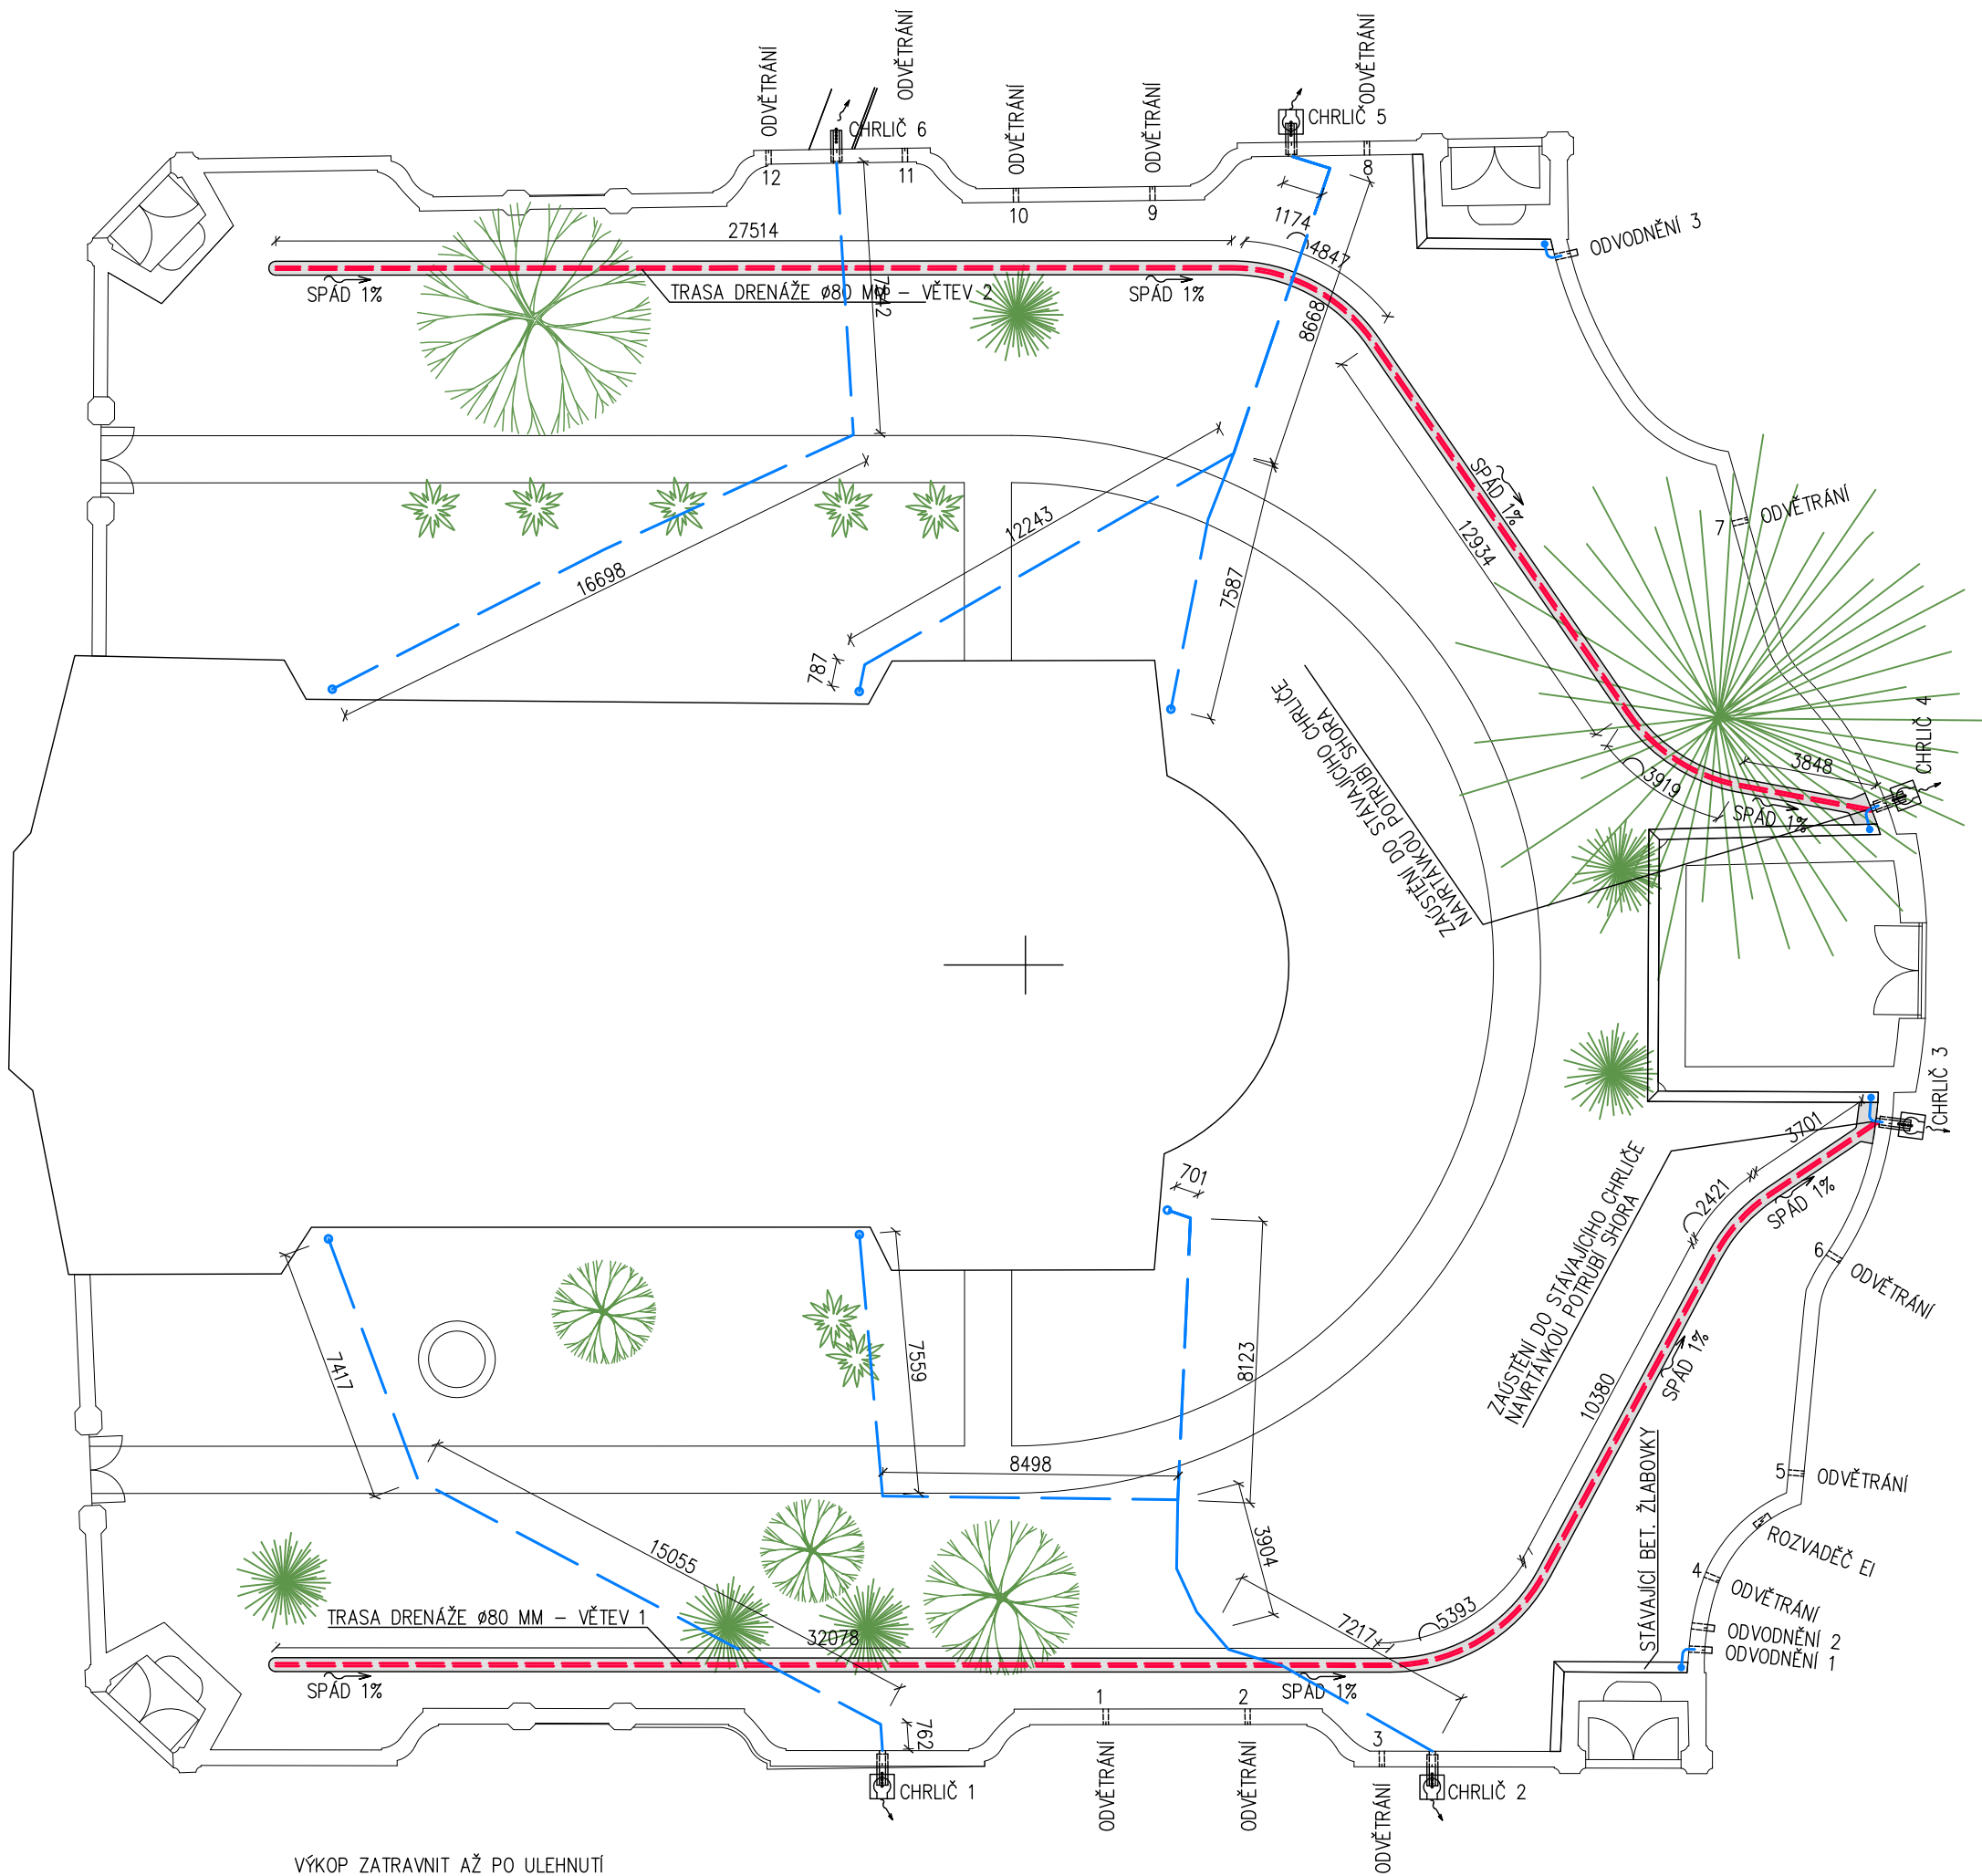 ODVĚTRÁNÍ
ODVĚTRÁNÍ
ODVĚTRÁNÍ
ODVĚTRÁNÍ
ODVĚTRÁNÍ
CHRLIČ 6
CHRLIČ 5
12
11
10
9
8
27514
1174
4847
ODVODNĚNÍ 3
SPÁD 1%
TRASA DRENÁŽE ø80 MM – VĚTEV 2
SPÁD 1%
7842
8668
SPÁD 1%
12934
7
ODVĚTRÁNÍ
12243
16698
7587
787
ZAÚSTĚNÍ DO STÁVAJÍCÍHO CHRLIČE
NAVRTÁVKOU POTRUBÍ SHORA
3848
3919
CHRLIČ 4
SPÁD 1%
CHRLIČ 3
3701
2421
SPÁD 1%
701
6
ODVĚTRÁNÍ
ZAÚSTĚNÍ DO STÁVAJÍCÍHO CHRLIČE
NAVRTÁVKOU POTRUBÍ SHORA
7417
7559
8123
SPÁD 1%
10380
8498
5
ODVĚTRÁNÍ
STÁVAJÍCÍ BET. ŽLABOVKY
ROZVADĚČ El
3904
15055
4
ODVĚTRÁNÍ
TRASA DRENÁŽE ø80 MM – VĚTEV 1
32078
7217
5393
ODVODNĚNÍ 2
ODVODNĚNÍ 1
SPÁD 1%
SPÁD 1%
762
1
2
3
ODVĚTRÁNÍ
ODVĚTRÁNÍ
ODVĚTRÁNÍ
CHRLIČ 1
CHRLIČ 2
VÝKOP ZATRAVNIT AŽ PO ULEHNUTÍ